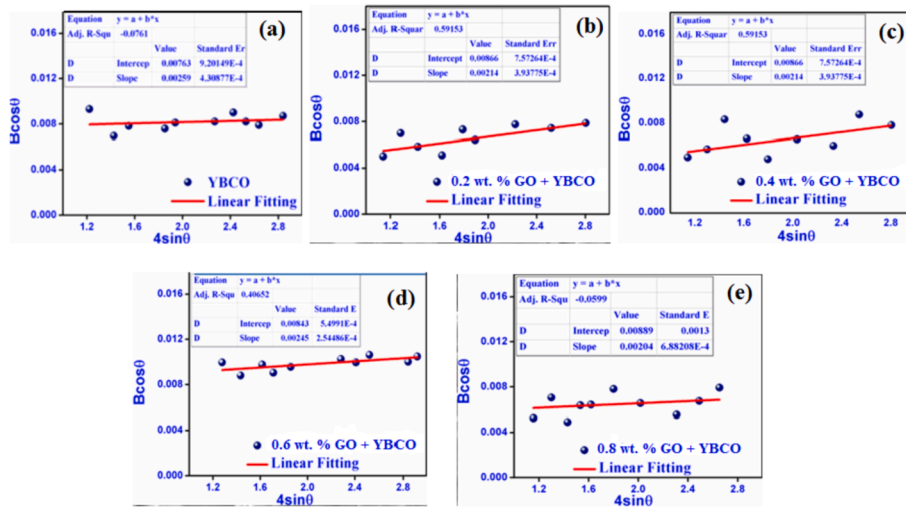 Equation y = a + b*x
Adj. R-Squ -0.0761
Value Standard Er
D Intercept 0.00763 9.20149E-4
D Slope 0.00259 4.30877E-4
(a)
0.016
0.012
0.008
0.004
0.000
Bcosθ
YBCO
Linear Fitting
1.2 1.6 2.0 2.4 2.8
4sinθ
Equation y = a + b*x
Adj. R-Squar 0.59153
Value Standard Err
D Intercept 0.00866 7.57264E-4
D Slope 0.00214 3.93775E-4
(b)
0.016
0.012
0.008
0.004
0.000
Bcosθ
0.2 wt. % GO + YBCO
Linear Fitting
1.2 1.6 2.0 2.4 2.8
4sinθ
Equation y = a + b*x
Adj. R-Squar 0.59153
Value Standard Err
D Intercept 0.00866 7.57264E-4
D Slope 0.00214 3.93775E-4
(c)
0.016
0.012
0.008
0.004
0.000
Bcosθ
0.4 wt. % GO + YBCO
Linear Fitting
1.2 1.6 2.0 2.4 2.8
4sinθ
Equation y = a + b*x
Adj. R-Squ 0.40652
Value Standard E
D Intercep 0.00843 5.4991E-4
D Slope 0.00245 2.54486E-4
(d)
0.016
0.012
0.008
0.004
0.000
Bcosθ
0.6 wt. % GO + YBCO
Linear Fitting
1.2 1.6 2.0 2.4 2.8
4sinθ
Equation y = a + b*x
Adj. R-Squ -0.0599
Value Standard E
D Intercept 0.00889 0.0013
D Slope 0.00204 6.88208E-4
(e)
0.016
0.012
0.008
0.004
0.000
Bcosθ
0.8 wt. % GO + YBCO
Linear Fitting
1.2 1.6 2.0 2.4 2.8
4sinθ